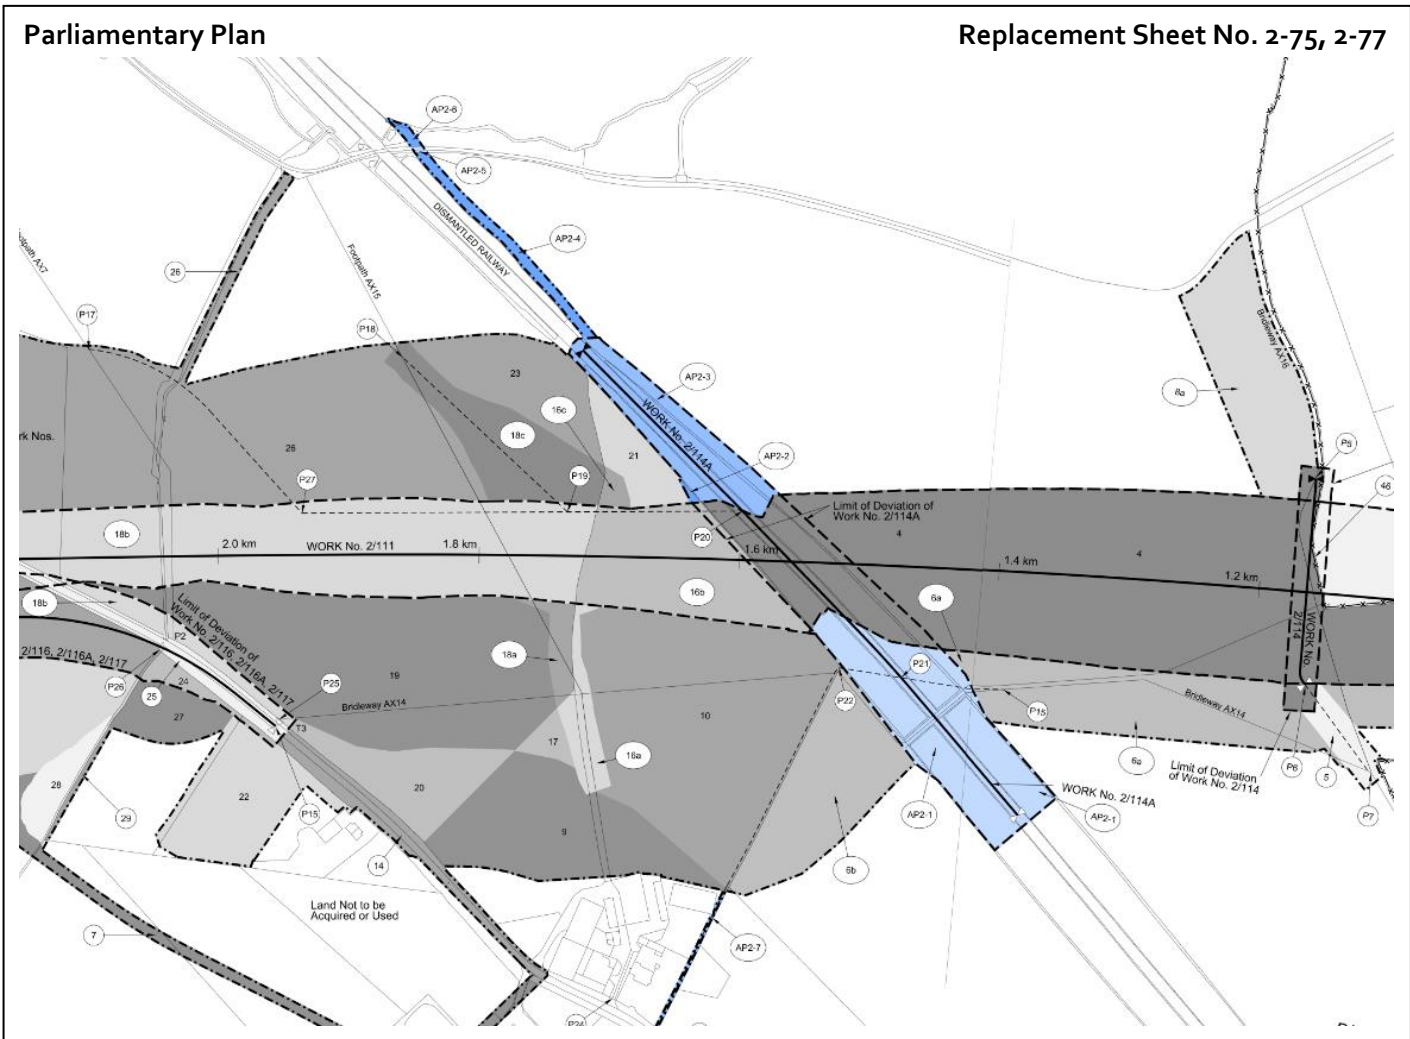 Parliamentary Plan
Replacement Sheet No. 2-75, 2-77
AP2-6
AP2-5
DISMANTLED RAILWAY
AP2-4
Footpath AX15
26
P17
P18
Bridleway AX16
8a
23
AP2-3
16c
18c
WORK No. 2/114A
P5
rk Nos.
26
21
AP2-2
P27
P19
46
Limit of Deviation of
Work No. 2/114A
18b
WORK No. 2/111
2.0 km
1.8 km
P20
1.6 km
4
1.4 km
4
1.2 km
16b
6a
18b
Limit of Deviation of
Work No. 2/116, 2/116A, 2/117
WORK No.
2/114
P2
2/116, 2/116A, 2/117
18a
P26
25
24
P25
19
P21
Bridleway AX14
P22
Bridleway AX14
P15
27
T3
10
17
16a
6a
Limit of Deviation
of Work No. 2/114
P6
5
P7
28
22
20
WORK No. 2/114A
29
P15
AP2-1
AP2-1
9
14
6b
Land Not to be
Acquired or Used
7
AP2-7
P24